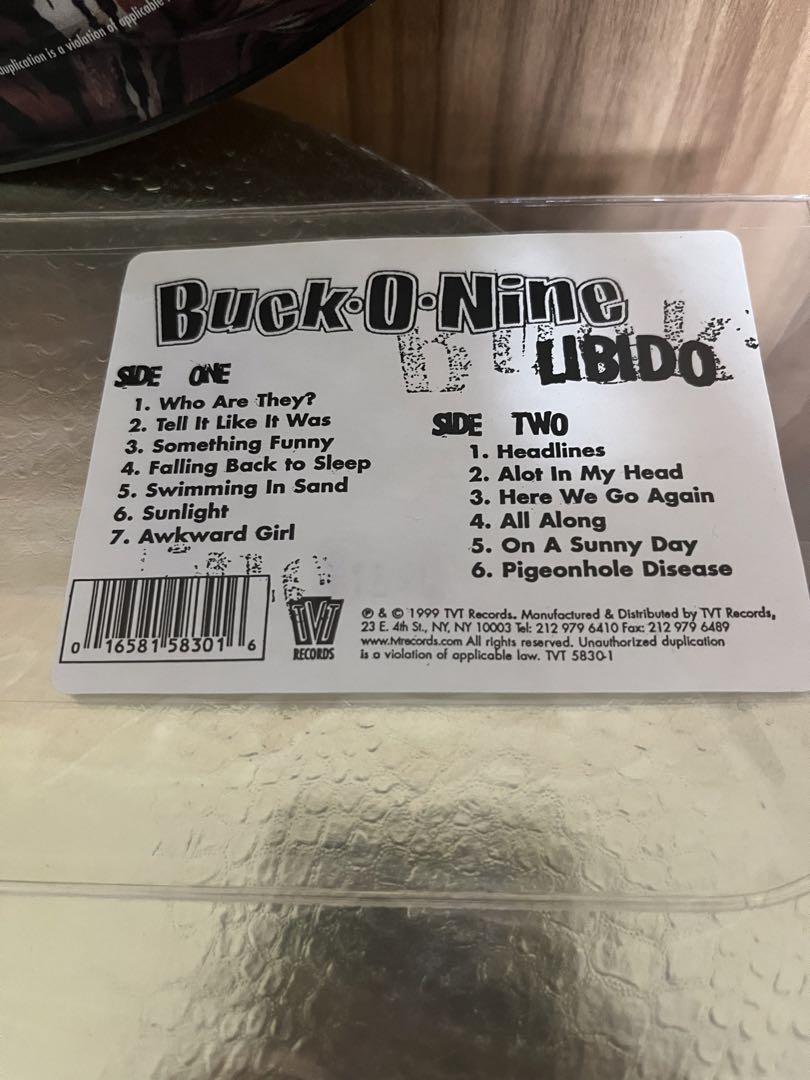 duplication is a violation of applicable
Buck·O·Nine
LIBIDO
SIDE ONE
1. Who Are They?
2. Tell It Like It Was
3. Something Funny
4. Falling Back to Sleep
5. Swimming In Sand
6. Sunlight
7. Awkward Girl
SIDE TWO
1. Headlines
2. Alot In My Head
3. Here We Go Again
4. All Along
5. On A Sunny Day
6. Pigeonhole Disease
0 16581 58301 6
TVT
RECORDS
℗ & © 1999 TVT Records. Manufactured & Distributed by TVT Records,
23 E. 4th St., NY, NY 10003 Tel: 212 979 6410 Fax: 212 979 6489
www.tvtrecords.com All rights reserved. Unauthorized duplication
is a violation of applicable law. TVT 5830-1